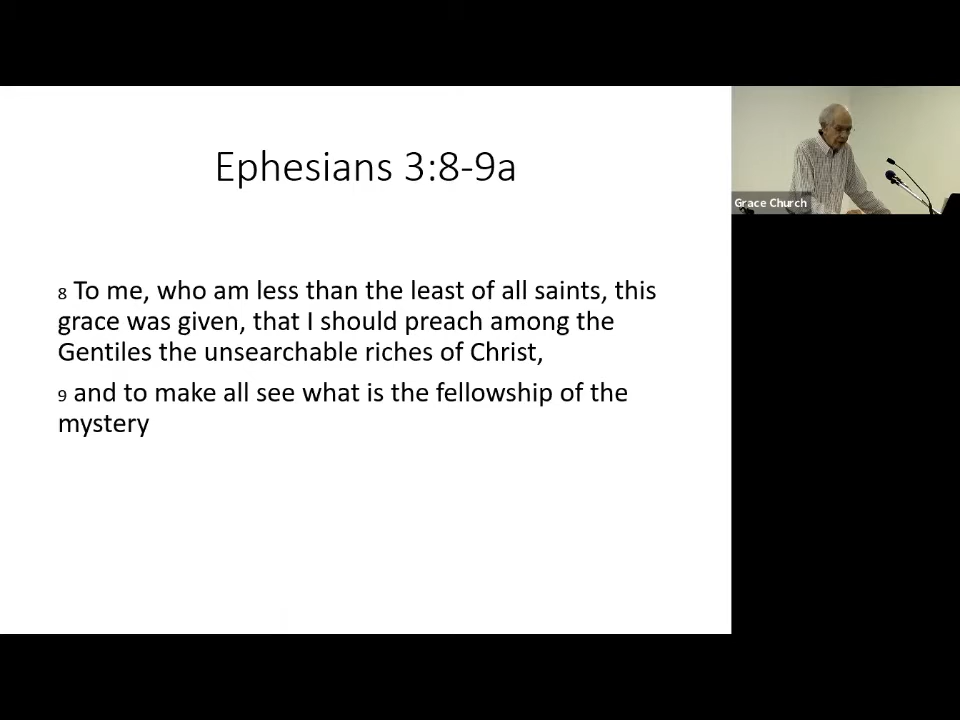 Ephesians 3:8-9a
8 To me, who am less than the least of all saints, this
grace was given, that I should preach among the
Gentiles the unsearchable riches of Christ,
9 and to make all see what is the fellowship of the
mystery
Grace Church